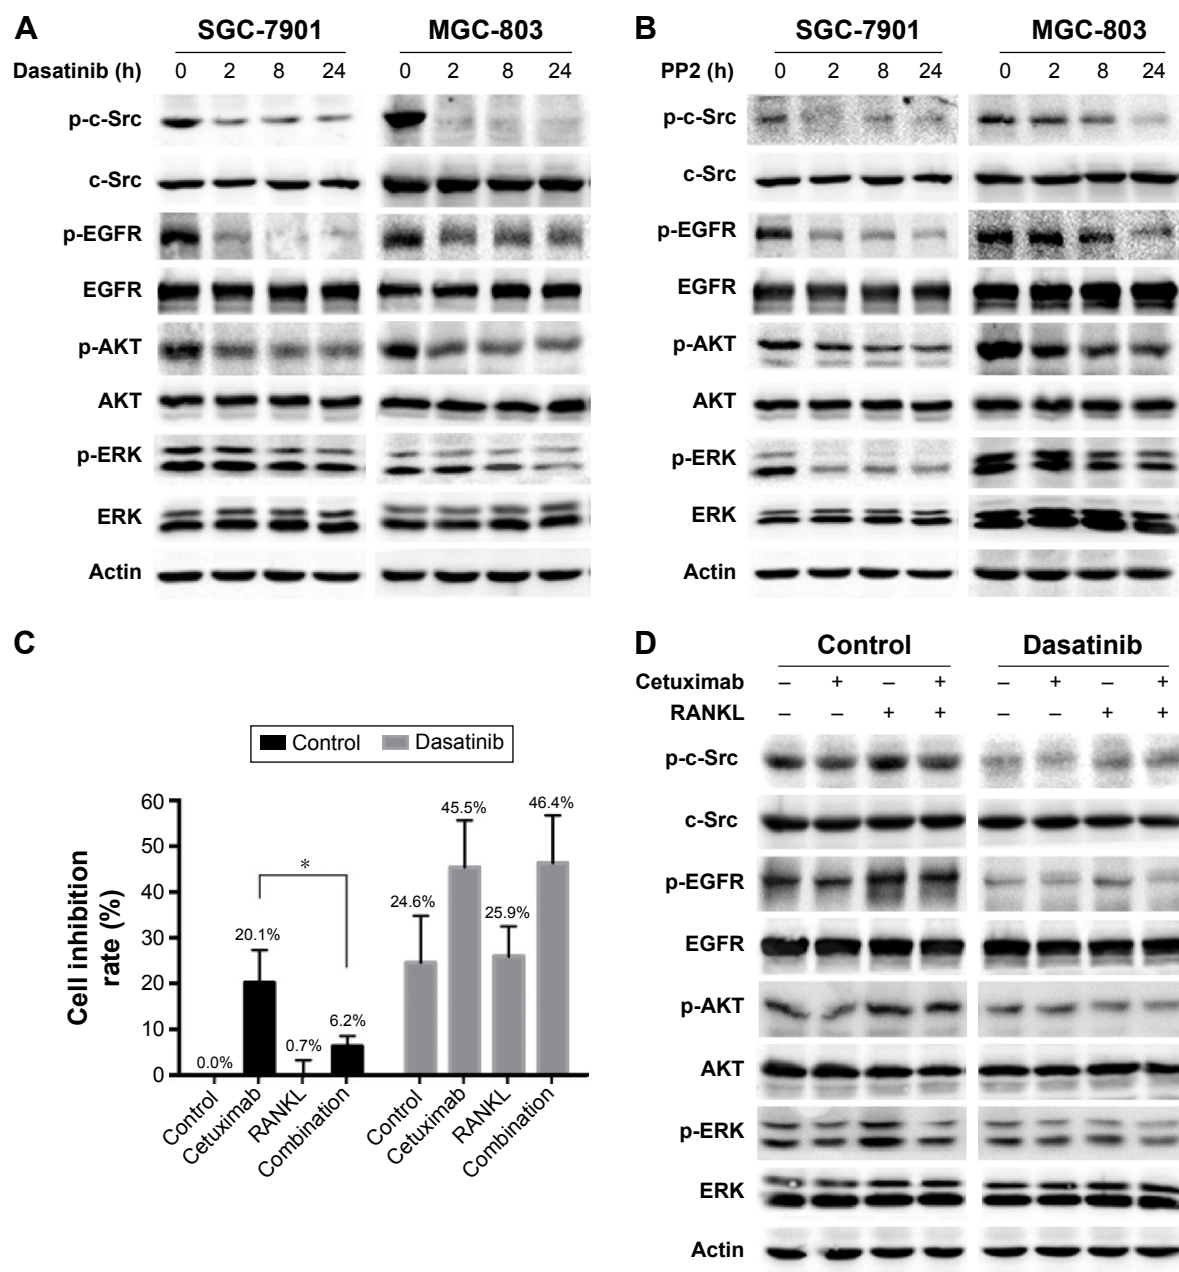 A
SGC-7901 MGC-803
Dasatinib (h) 0 2 8 24 0 2 8 24
p-c-Src
c-Src
p-EGFR
EGFR
p-AKT
AKT
p-ERK
ERK
Actin
B
SGC-7901 MGC-803
PP2 (h) 0 2 8 24 0 2 8 24
p-c-Src
c-Src
p-EGFR
EGFR
p-AKT
AKT
p-ERK
ERK
Actin
C
Control Dasatinib
Cell inhibition
rate (%)
60
50
40
30
20
10
0
0.0%
20.1%
0.7%
6.2%
*
24.6%
45.5%
25.9%
46.4%
Control
Cetuximab
RANKL
Combination
Control
Cetuximab
RANKL
Combination
D
Control Dasatinib
Cetuximab – + – + – + – +
RANKL – – + + – – + +
p-c-Src
c-Src
p-EGFR
EGFR
p-AKT
AKT
p-ERK
ERK
Actin